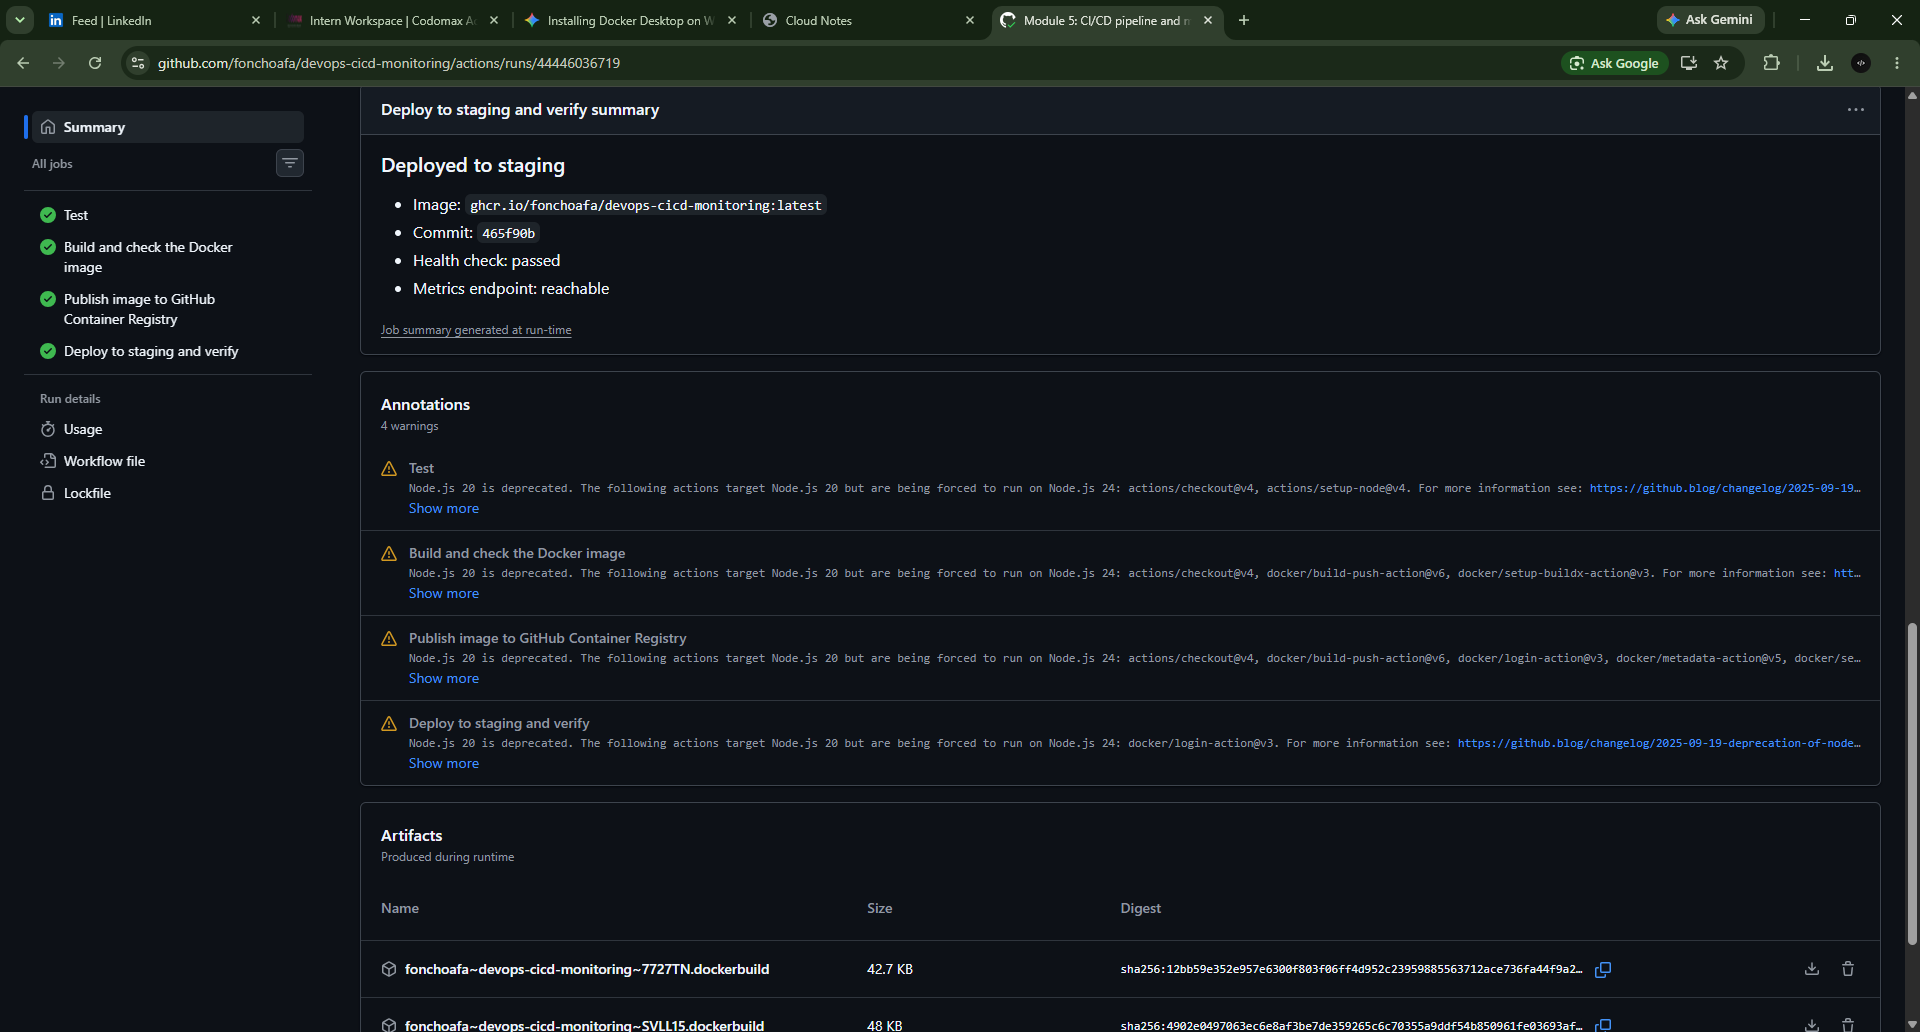 Feed | LinkedIn
Intern Workspace | Codomax Ac
Installing Docker Desktop on W
Cloud Notes
Module 5: CI/CD pipeline and m
Ask Gemini
github.com/fonchoafa/devops-cicd-monitoring/actions/runs/44446036719
Ask Google
Summary
All jobs
Test
Build and check the Docker
image
Publish image to GitHub
Container Registry
Deploy to staging and verify
Run details
Usage
Workflow file
Lockfile
Deploy to staging and verify summary
Deployed to staging
Image: ghcr.io/fonchoafa/devops-cicd-monitoring:latest
Commit: 465f90b
Health check: passed
Metrics endpoint: reachable
Job summary generated at run-time
Annotations
4 warnings
Test
Node.js 20 is deprecated. The following actions target Node.js 20 but are being forced to run on Node.js 24: actions/checkout@v4, actions/setup-node@v4. For more information see: https://github.blog/changelog/2025-09-19…
Show more
Build and check the Docker image
Node.js 20 is deprecated. The following actions target Node.js 20 but are being forced to run on Node.js 24: actions/checkout@v4, docker/build-push-action@v6, docker/setup-buildx-action@v3. For more information see: htt…
Show more
Publish image to GitHub Container Registry
Node.js 20 is deprecated. The following actions target Node.js 20 but are being forced to run on Node.js 24: actions/checkout@v4, docker/build-push-action@v6, docker/login-action@v3, docker/metadata-action@v5, docker/se…
Show more
Deploy to staging and verify
Node.js 20 is deprecated. The following actions target Node.js 20 but are being forced to run on Node.js 24: docker/login-action@v3. For more information see: https://github.blog/changelog/2025-09-19-deprecation-of-node…
Show more
Artifacts
Produced during runtime
Name Size Digest
fonchoafa~devops-cicd-monitoring~7727TN.dockerbuild 42.7 KB sha256:12bb59e352e957e6300f803f06ff4d952c23959885563712ace736fa44f9a2…
fonchoafa~devops-cicd-monitoring~SVLL15.dockerbuild 48 KB sha256:4902e0497063ec6e8af3be7de359265c6c70355a9ddf54b850961fe03693af…